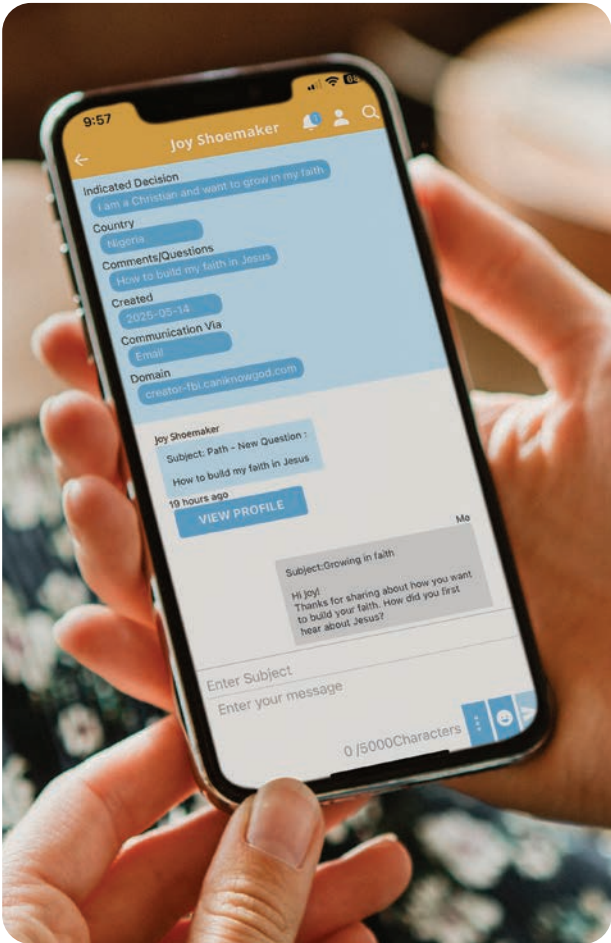 9:57
68
Joy Shoemaker
1
Indicated Decision
I am a Christian and want to grow in my faith
Country
Nigeria
Comments/Questions
How to build my faith in Jesus
Created
2025-05-14
Communication Via
Email
Domain
creator-fbi.caniknowgod.com
Joy Shoemaker
Subject: Path - New Question :
How to build my faith in Jesus
19 hours ago
VIEW PROFILE
Me
Subject:Growing in faith
Hi Joy!
Thanks for sharing about how you want
to build your faith. How did you first
hear about Jesus?
Enter Subject
Enter your message
0 /5000Characters